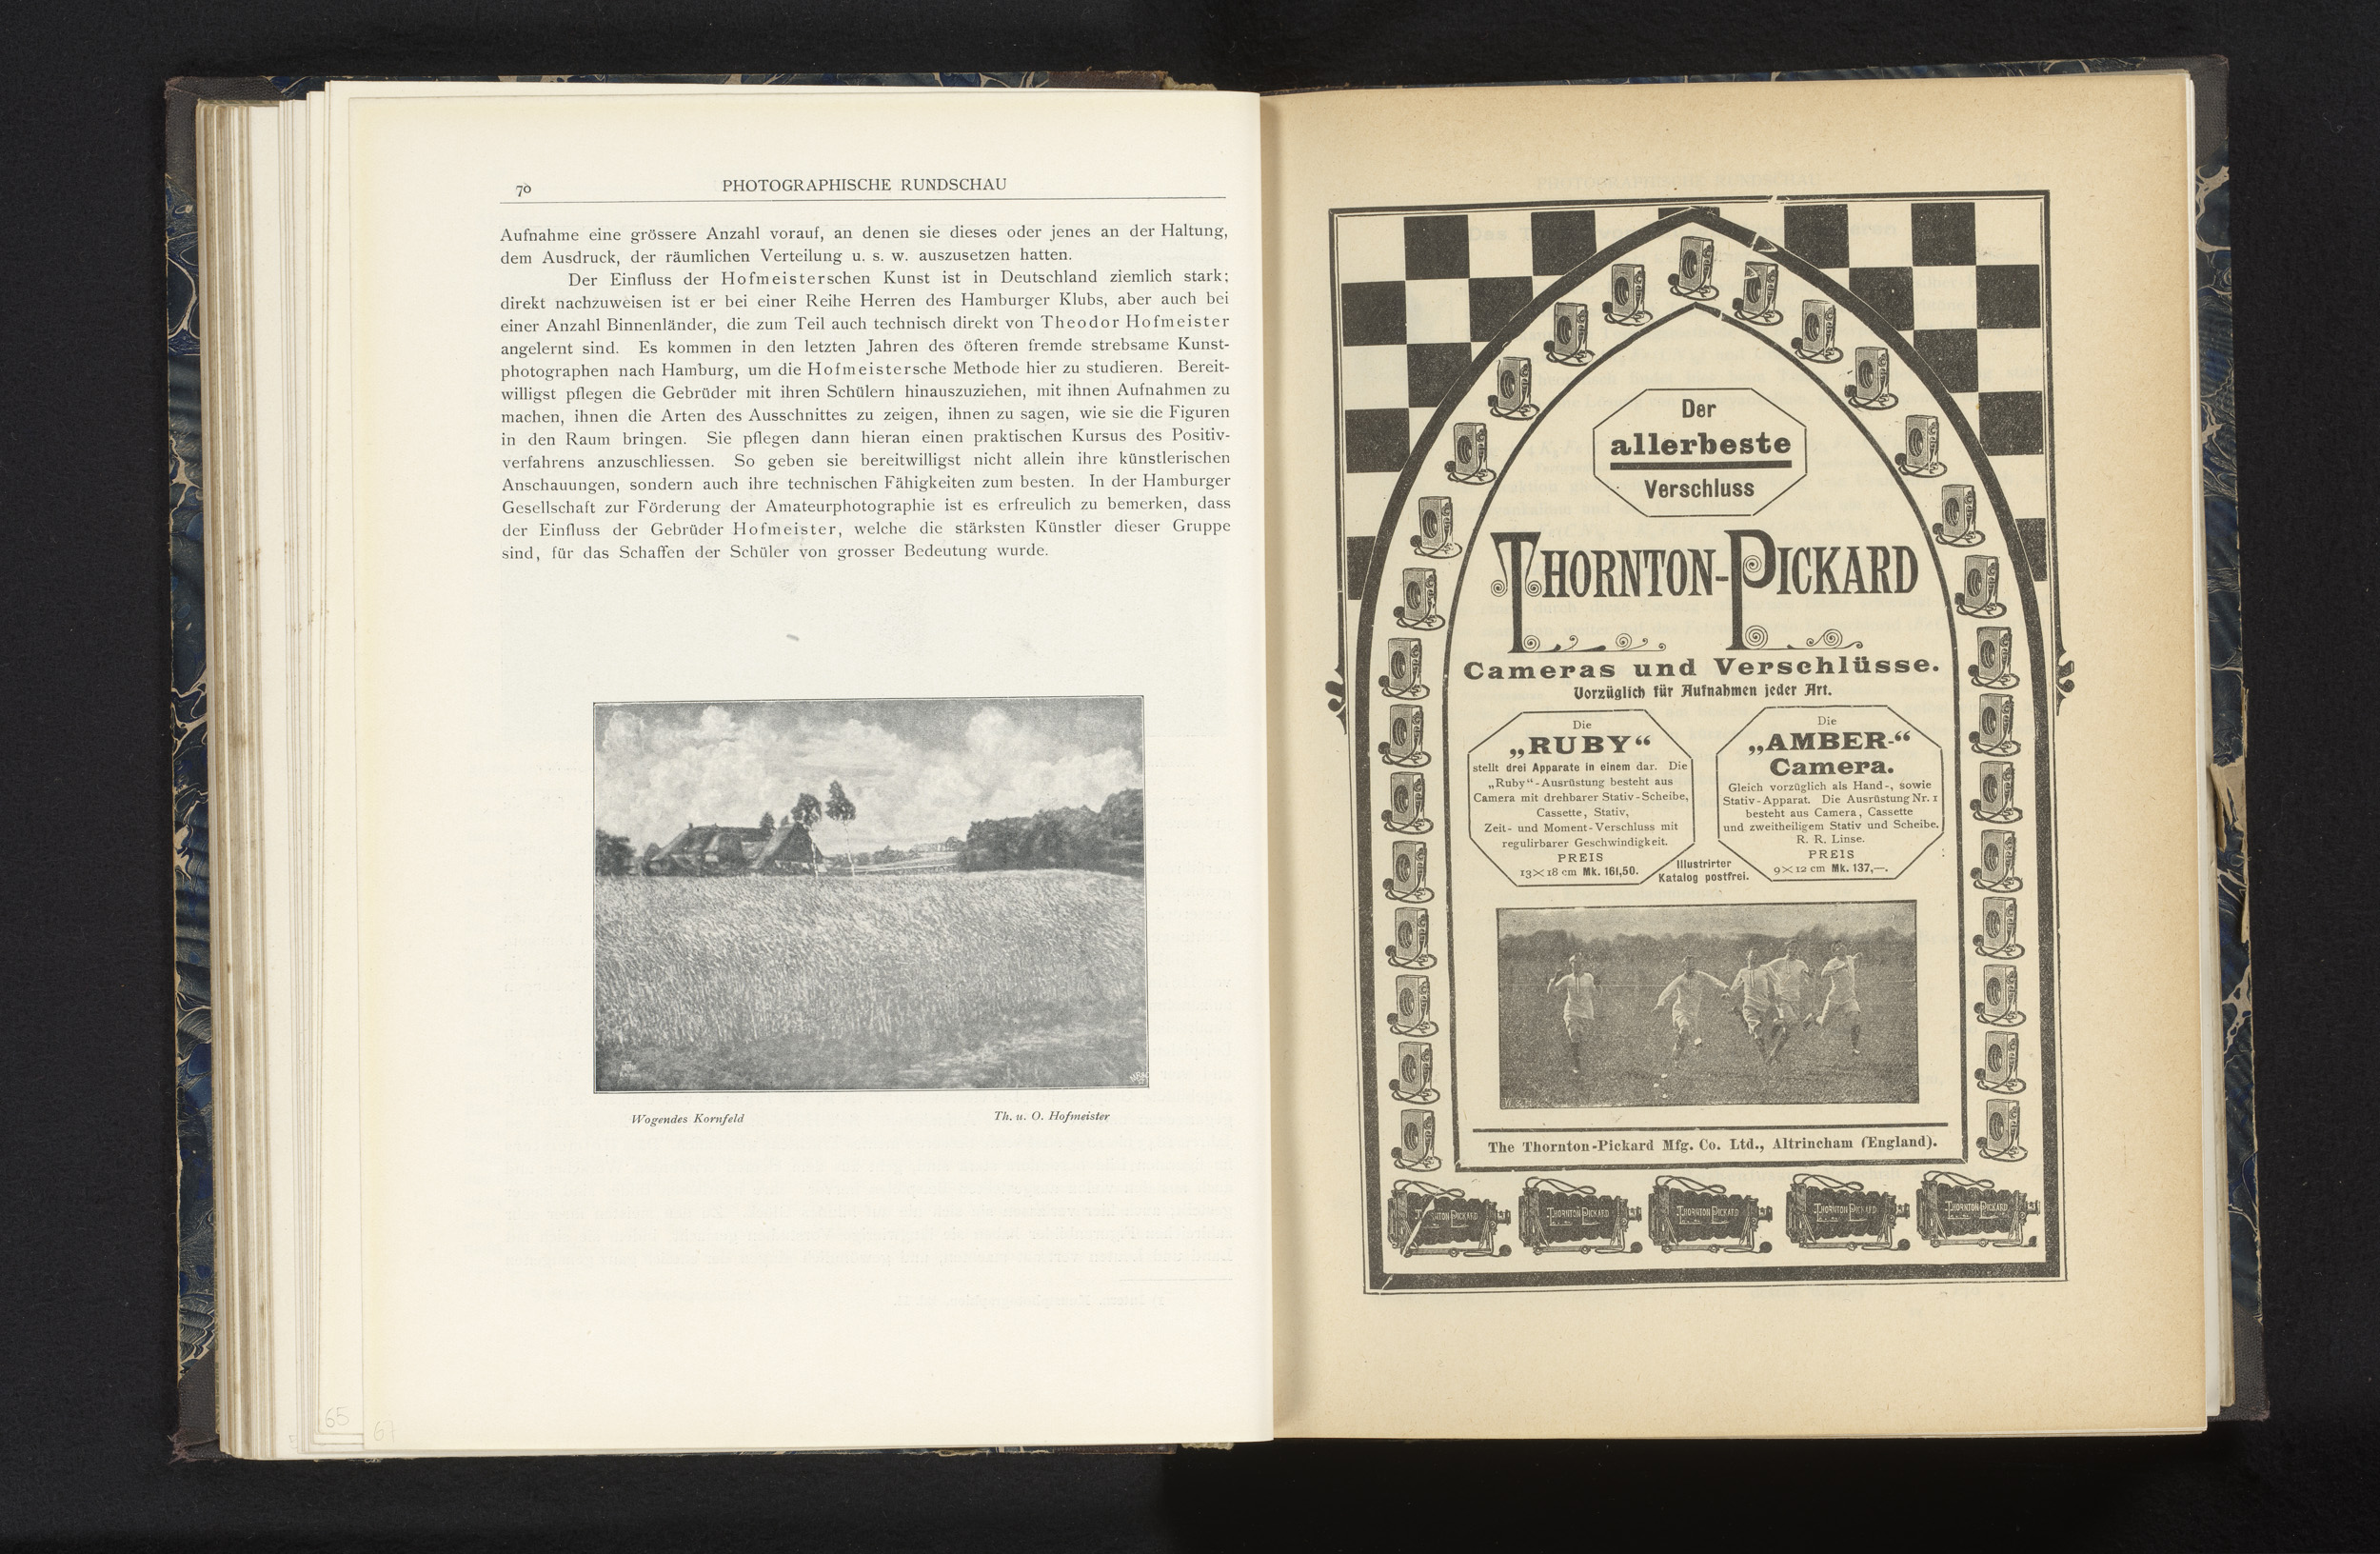 70
PHOTOGRAPHISCHE RUNDSCHAU
Aufnahme eine grössere Anzahl vorauf, an denen sie dieses oder jenes an der Haltung,
dem Ausdruck, der räumlichen Verteilung u. s. w. auszusetzen hatten.
Der Einfluss der Hofmeisterschen Kunst ist in Deutschland ziemlich stark;
direkt nachzuweisen ist er bei einer Reihe Herren des Hamburger Klubs, aber auch bei
einer Anzahl Binnenländer, die zum Teil auch technisch direkt von Theodor Hofmeister
angelernt sind. Es kommen in den letzten Jahren des öfteren fremde strebsame Kunst-
photographen nach Hamburg, um die Hofmeistersche Methode hier zu studieren. Bereit-
willigst pflegen die Gebrüder mit ihren Schülern hinauszuziehen, mit ihnen Aufnahmen zu
machen, ihnen die Arten des Ausschnittes zu zeigen, ihnen zu sagen, wie sie die Figuren
in den Raum bringen. Sie pflegen dann hieran einen praktischen Kursus des Positiv-
verfahrens anzuschliessen. So geben sie bereitwilligst nicht allein ihre künstlerischen
Anschauungen, sondern auch ihre technischen Fähigkeiten zum besten. In der Hamburger
Gesellschaft zur Förderung der Amateurphotographie ist es erfreulich zu bemerken, dass
der Einfluss der Gebrüder Hofmeister, welche die stärksten Künstler dieser Gruppe
sind, für das Schaffen der Schüler von grosser Bedeutung wurde.
Wogendes Kornfeld
Th. u. O. Hofmeister
65
67
Der
allerbeste
Verschluss
THORNTON-PICKARD
Cameras und Verschlüsse.
Vorzüglich für Aufnahmen jeder Art.
Die
„RUBY“
stellt drei Apparate in einem dar. Die
„Ruby“-Ausrüstung besteht aus
Camera mit drehbarer Stativ-Scheibe,
Cassette, Stativ,
Zeit- und Moment-Verschluss mit
regulirbarer Geschwindigkeit.
PREIS
13×18 cm Mk. 161,50.
Die
„AMBER-“
Camera.
Gleich vorzüglich als Hand-, sowie
Stativ-Apparat. Die Ausrüstung Nr. 1
besteht aus Camera, Cassette
und zweitheiligem Stativ und Scheibe.
R. R. Linse.
PREIS
9×12 cm Mk. 137,—.
Illustrirter
Katalog postfrei.
The Thornton-Pickard Mfg. Co. Ltd., Altrincham (England).
THORNTON PICKARD
THORNTON PICKARD
THORNTON PICKARD
THORNTON PICKARD